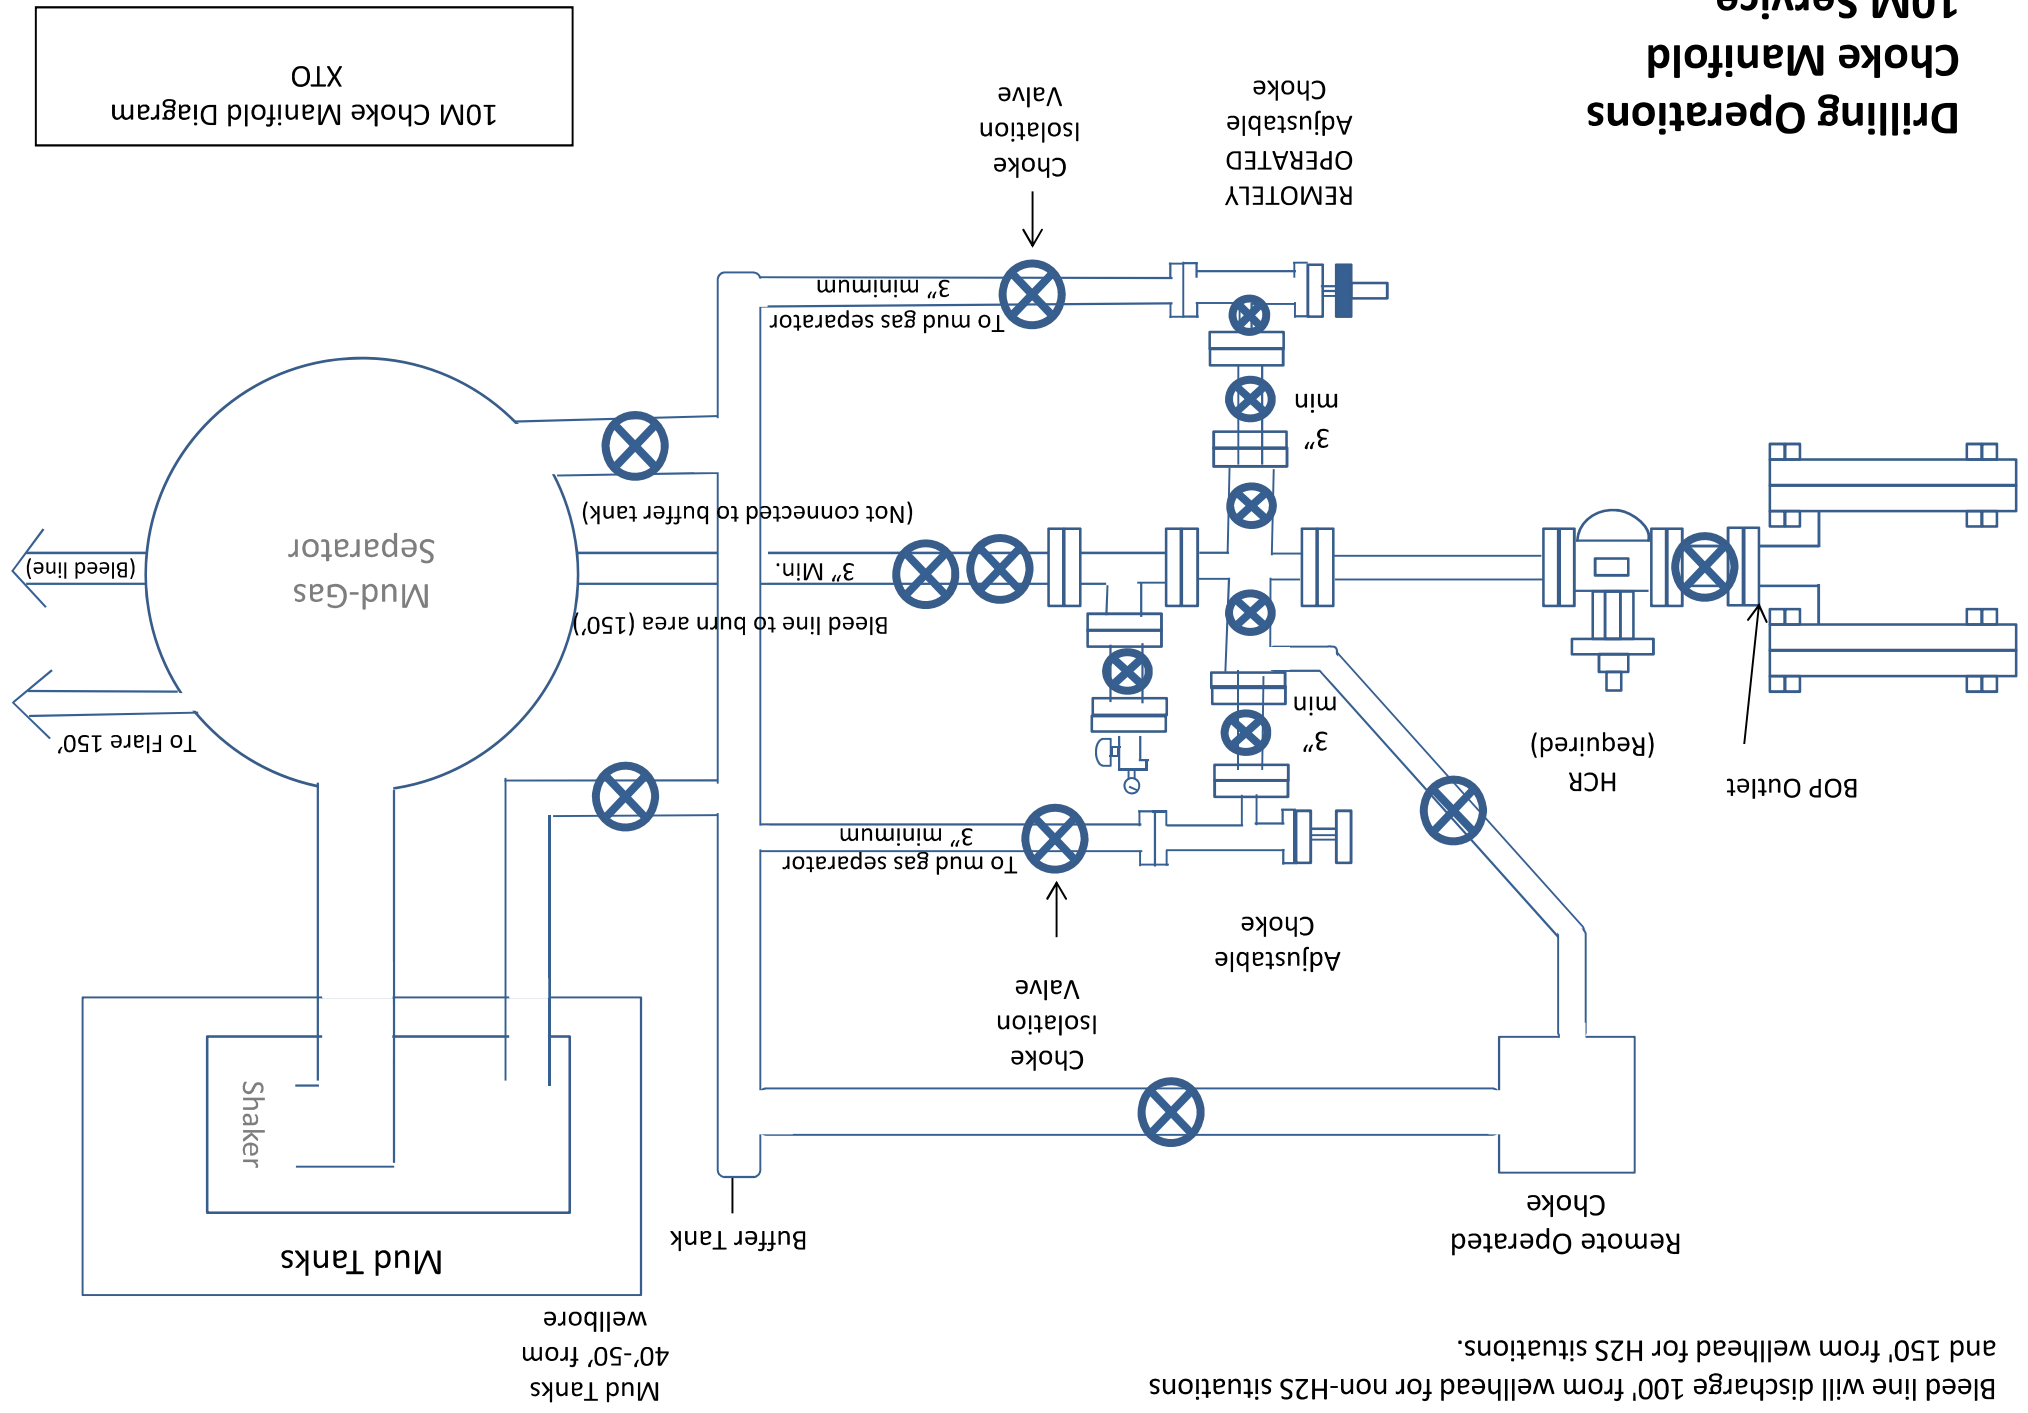 Bleed line will discharge 100' from wellhead for non-H2S situations
and 150' from wellhead for H2S situations.
Mud Tanks
40’-50’ from
wellbore
Mud Tanks
Remote Operated
Choke
Buffer Tank
Shaker
Choke
Isolation
Valve
Adjustable
Choke
To mud gas separator
3” minimum
BOP Outlet
HCR
(Required)
3”
min
To Flare 150’
Bleed line to burn area (150’)
3” Min.
(Not connected to buffer tank)
Mud-Gas
Separator
(Bleed line)
3”
min
To mud gas separator
3” minimum
REMOTELY
OPERATED
Adjustable
Choke
Choke
Isolation
Valve
Drilling Operations
Choke Manifold
10M Service
10M Choke Manifold Diagram
XTO